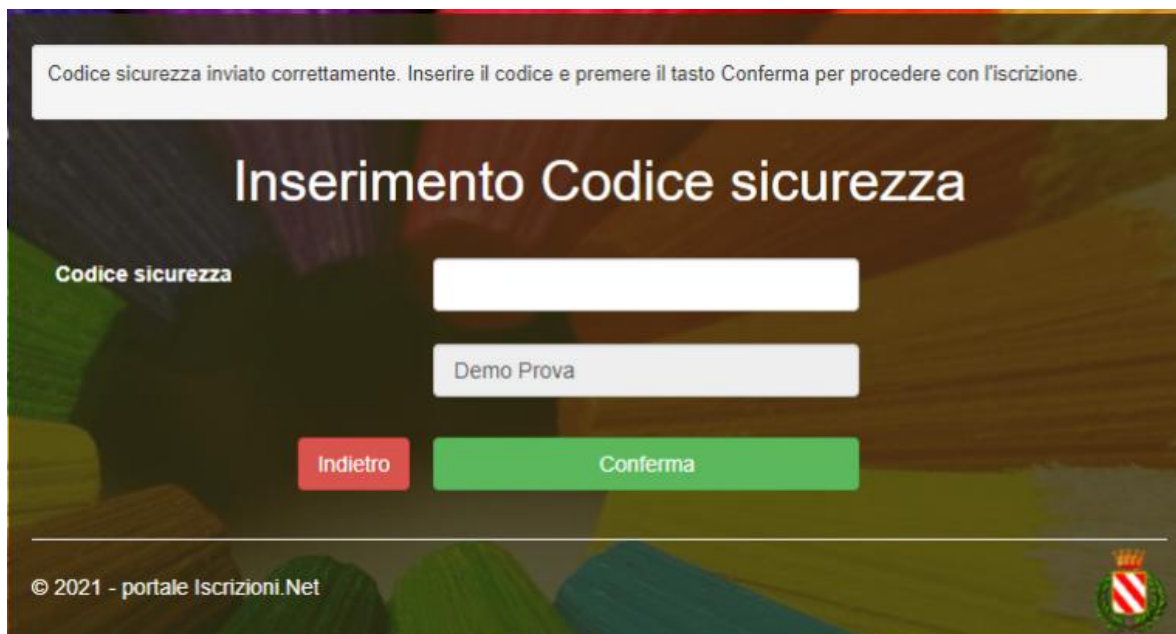 Codice sicurezza inviato correttamente. Inserire il codice e premere il tasto Conferma per procedere con l'iscrizione.
Inserimento Codice sicurezza
Codice sicurezza
Demo Prova
Indietro Conferma
© 2021 - portale Iscrizioni.Net